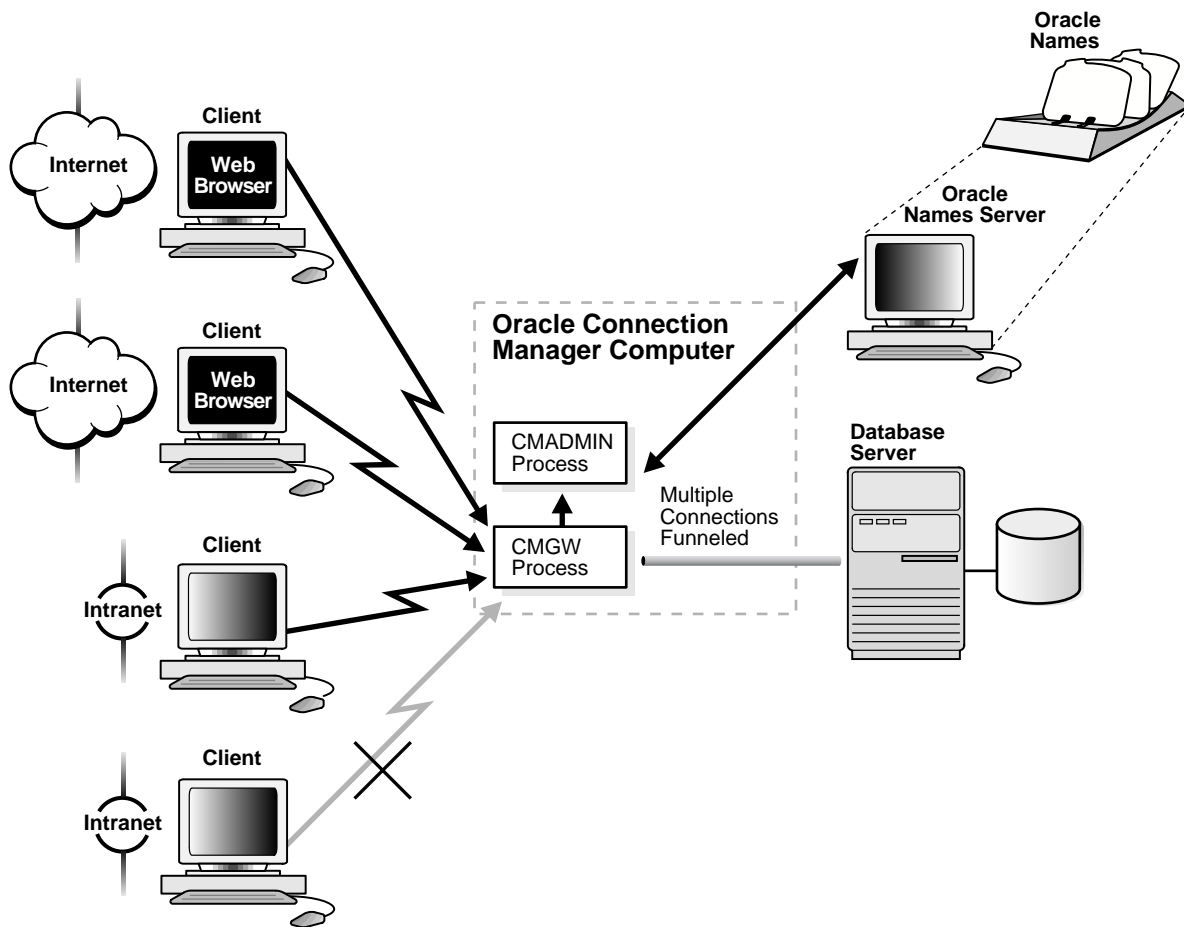 Oracle
Names
Client
Internet
Web
Browser
Oracle
Names Server
Client
Internet
Web
Browser
Oracle Connection
Manager Computer
CMADMIN
Process
Database
Server
Multiple
Connections
Funneled
CMGW
Process
Client
Intranet
Client
Intranet